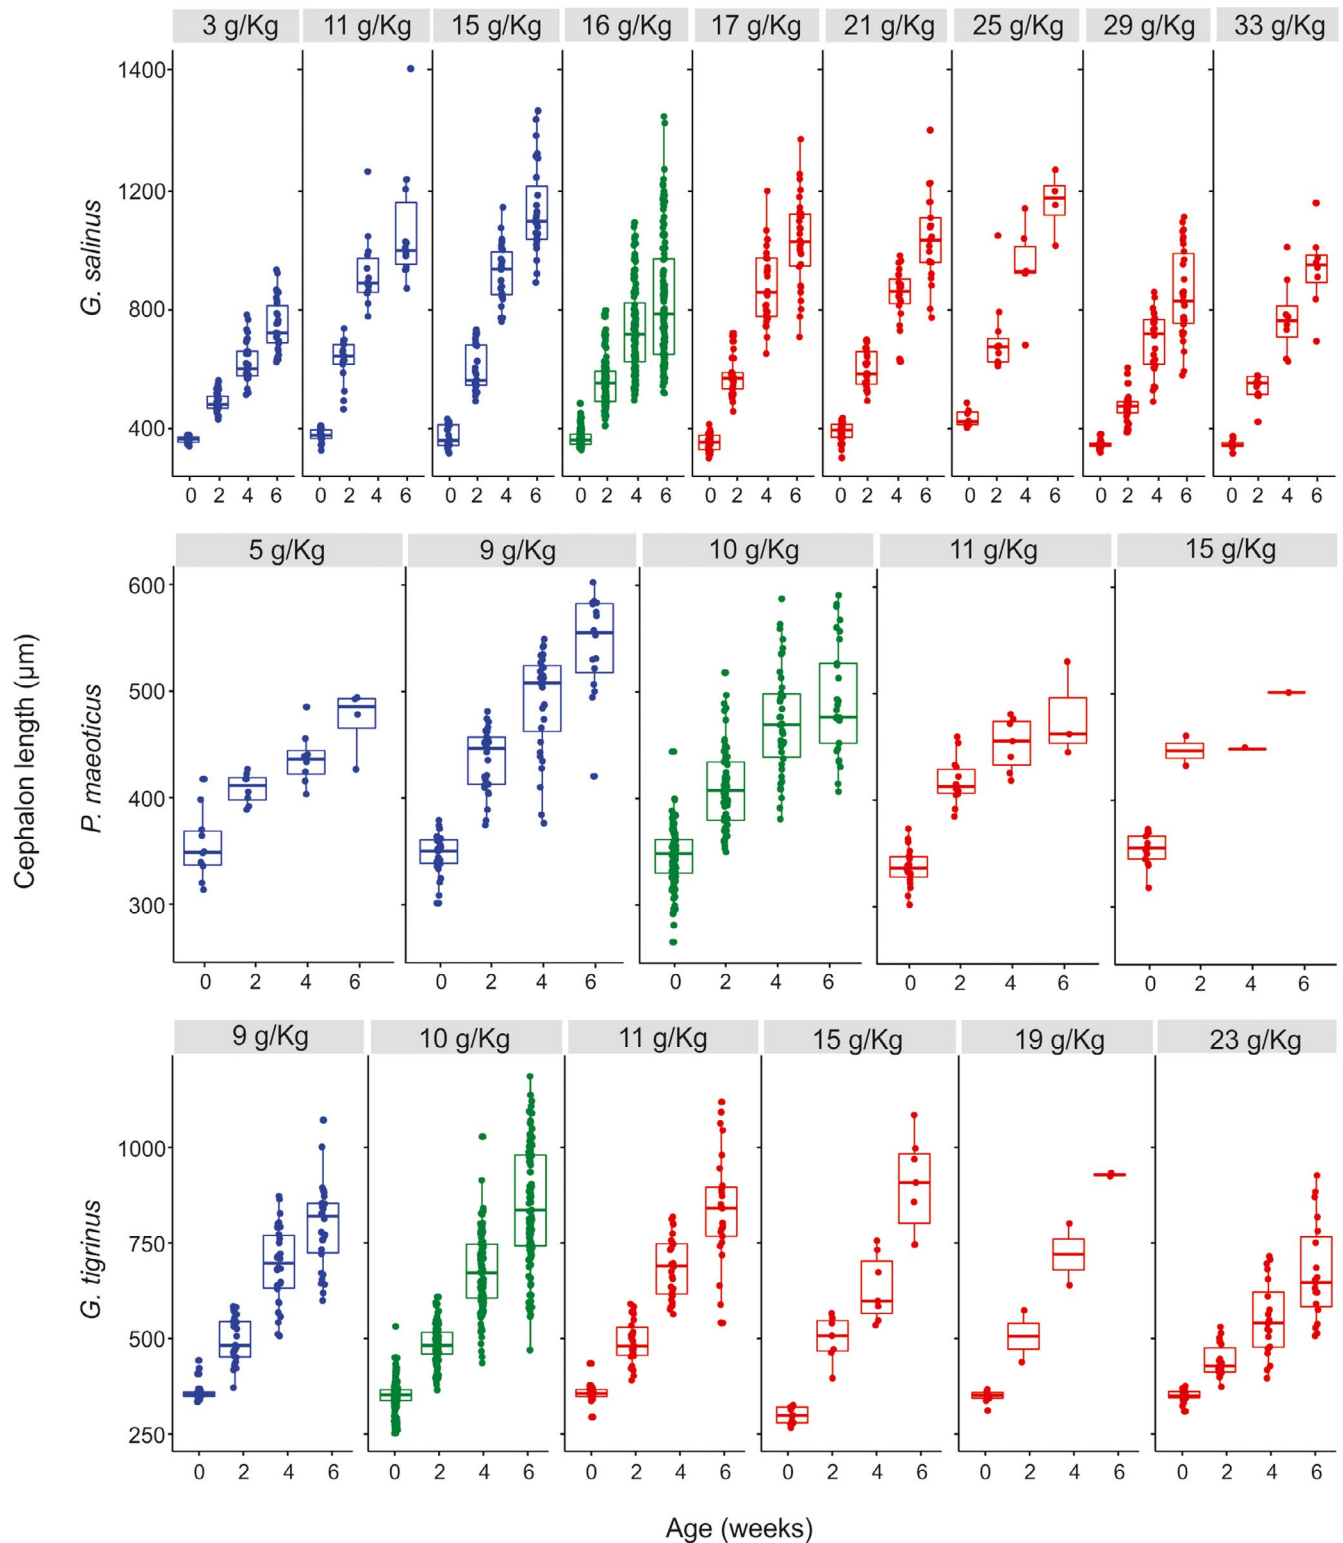 3 g/Kg 11 g/Kg 15 g/Kg 16 g/Kg 17 g/Kg 21 g/Kg 25 g/Kg 29 g/Kg 33 g/Kg
1400
1200
800
400
G. salinus
0 2 4 6 0 2 4 6 0 2 4 6 0 2 4 6 0 2 4 6 0 2 4 6 0 2 4 6 0 2 4 6 0 2 4 6
5 g/Kg 9 g/Kg 10 g/Kg 11 g/Kg 15 g/Kg
600
500
400
300
Cephalon length (µm)
P. maeoticus
0 2 4 6 0 2 4 6 0 2 4 6 0 2 4 6 0 2 4 6
9 g/Kg 10 g/Kg 11 g/Kg 15 g/Kg 19 g/Kg 23 g/Kg
1000
750
500
250
G. tigrinus
0 2 4 6 0 2 4 6 0 2 4 6 0 2 4 6 0 2 4 6 0 2 4 6
Age (weeks)